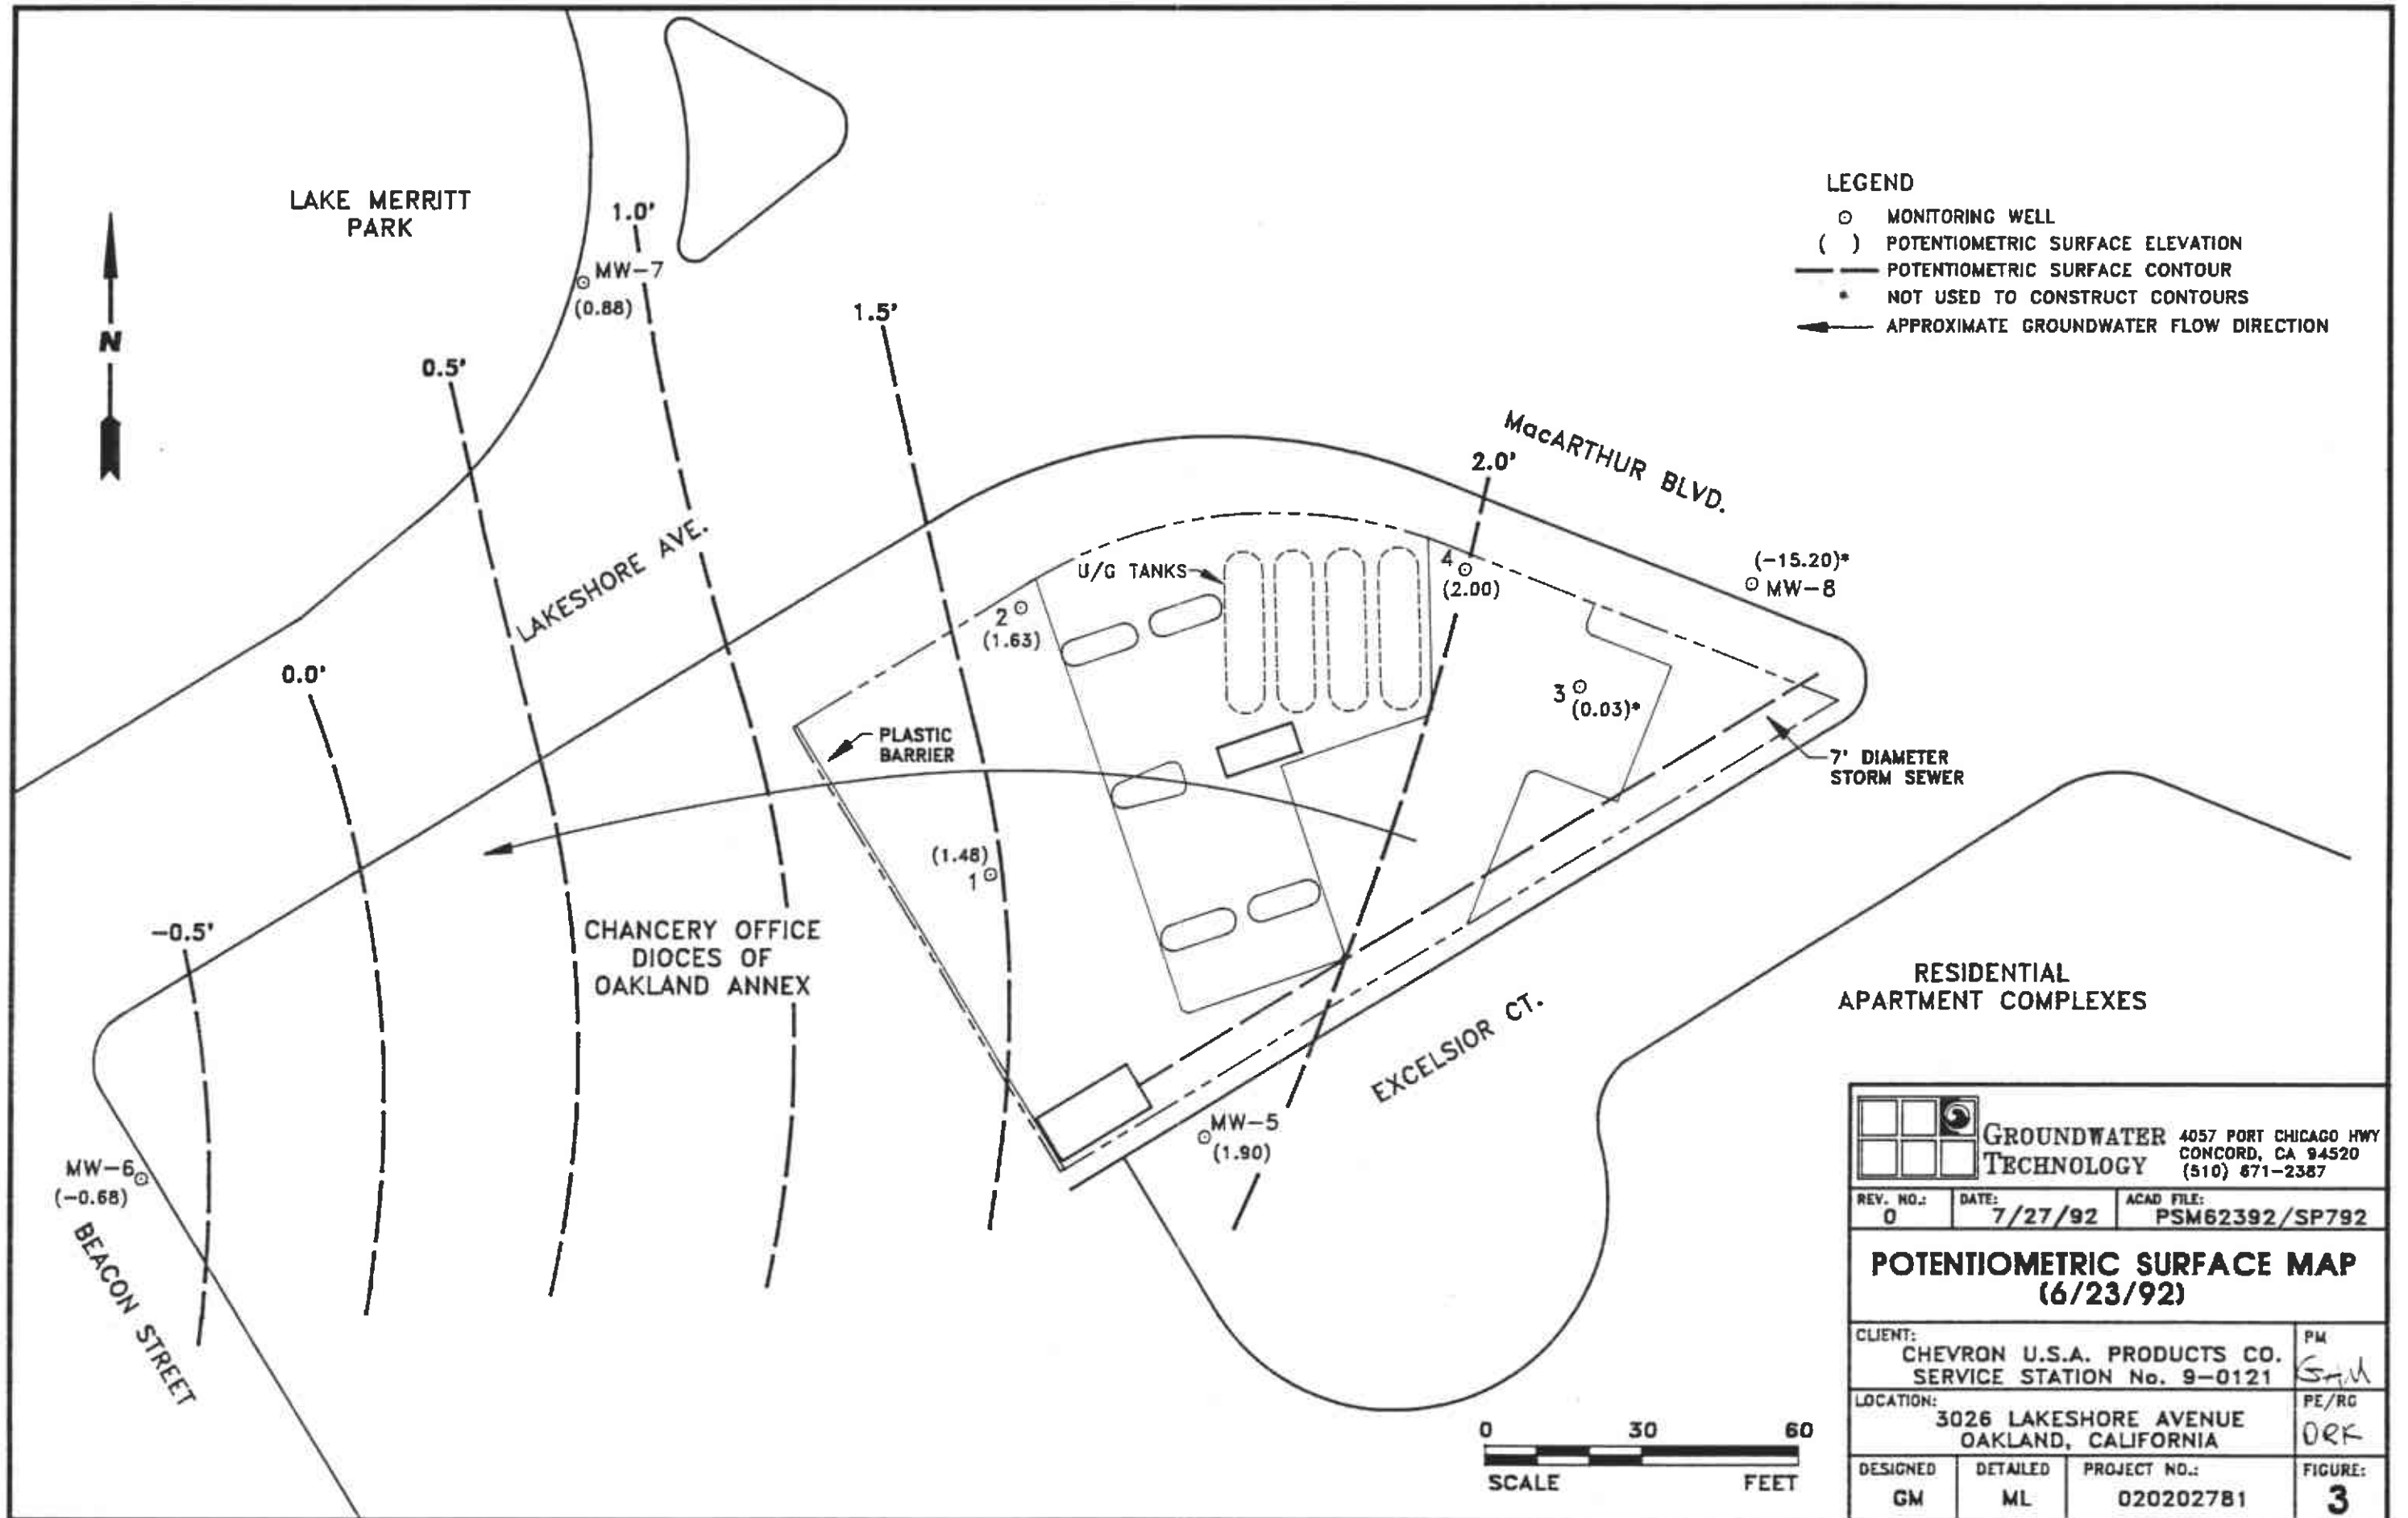 LAKE MERRITT
PARK
N
1.0'
MW-7
(0.88)
0.5'
1.5'
LEGEND
MONITORING WELL
( ) POTENTIOMETRIC SURFACE ELEVATION
POTENTIOMETRIC SURFACE CONTOUR
* NOT USED TO CONSTRUCT CONTOURS
APPROXIMATE GROUNDWATER FLOW DIRECTION
MacARTHUR BLVD.
2.0'
LAKESHORE AVE.
U/G TANKS
4
(2.00)
(-15.20)*
MW-8
2
(1.63)
0.0'
3
(0.03)*
PLASTIC
BARRIER
7' DIAMETER
STORM SEWER
(1.48)
1
-0.5'
CHANCERY OFFICE
DIOCES OF
OAKLAND ANNEX
RESIDENTIAL
APARTMENT COMPLEXES
EXCELSIOR CT.
MW-5
(1.90)
MW-6
(-0.68)
BEACON STREET
0 30 60
SCALE FEET
GROUNDWATER
TECHNOLOGY
4057 PORT CHICAGO HWY
CONCORD, CA 94520
(510) 671-2387
REV. NO.:
0
DATE:
7/27/92
ACAD FILE:
PSM62392/SP792
POTENTIOMETRIC SURFACE MAP
(6/23/92)
CLIENT:
CHEVRON U.S.A. PRODUCTS CO.
SERVICE STATION No. 9-0121
PM
GAM
LOCATION:
3026 LAKESHORE AVENUE
OAKLAND, CALIFORNIA
PE/RG
DRK
DESIGNED
GM
DETAILED
ML
PROJECT NO.:
020202781
FIGURE:
3